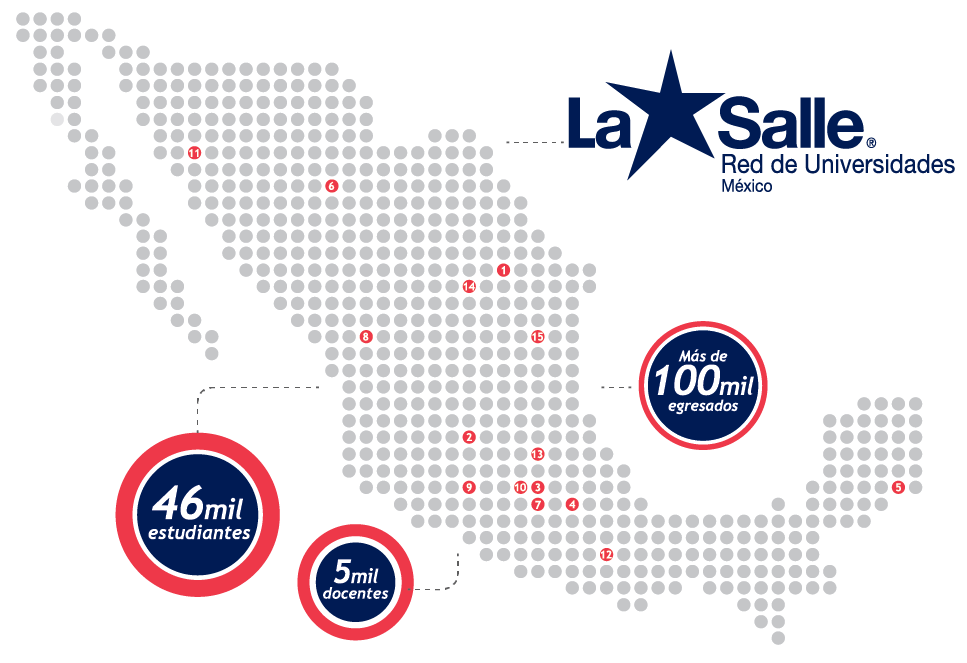 La Salle®
Red de Universidades
México
11
6
1
14
8
15
Más de
100mil
egresados
2
13
9
10
3
5
7
4
12
46mil
estudiantes
5mil
docentes